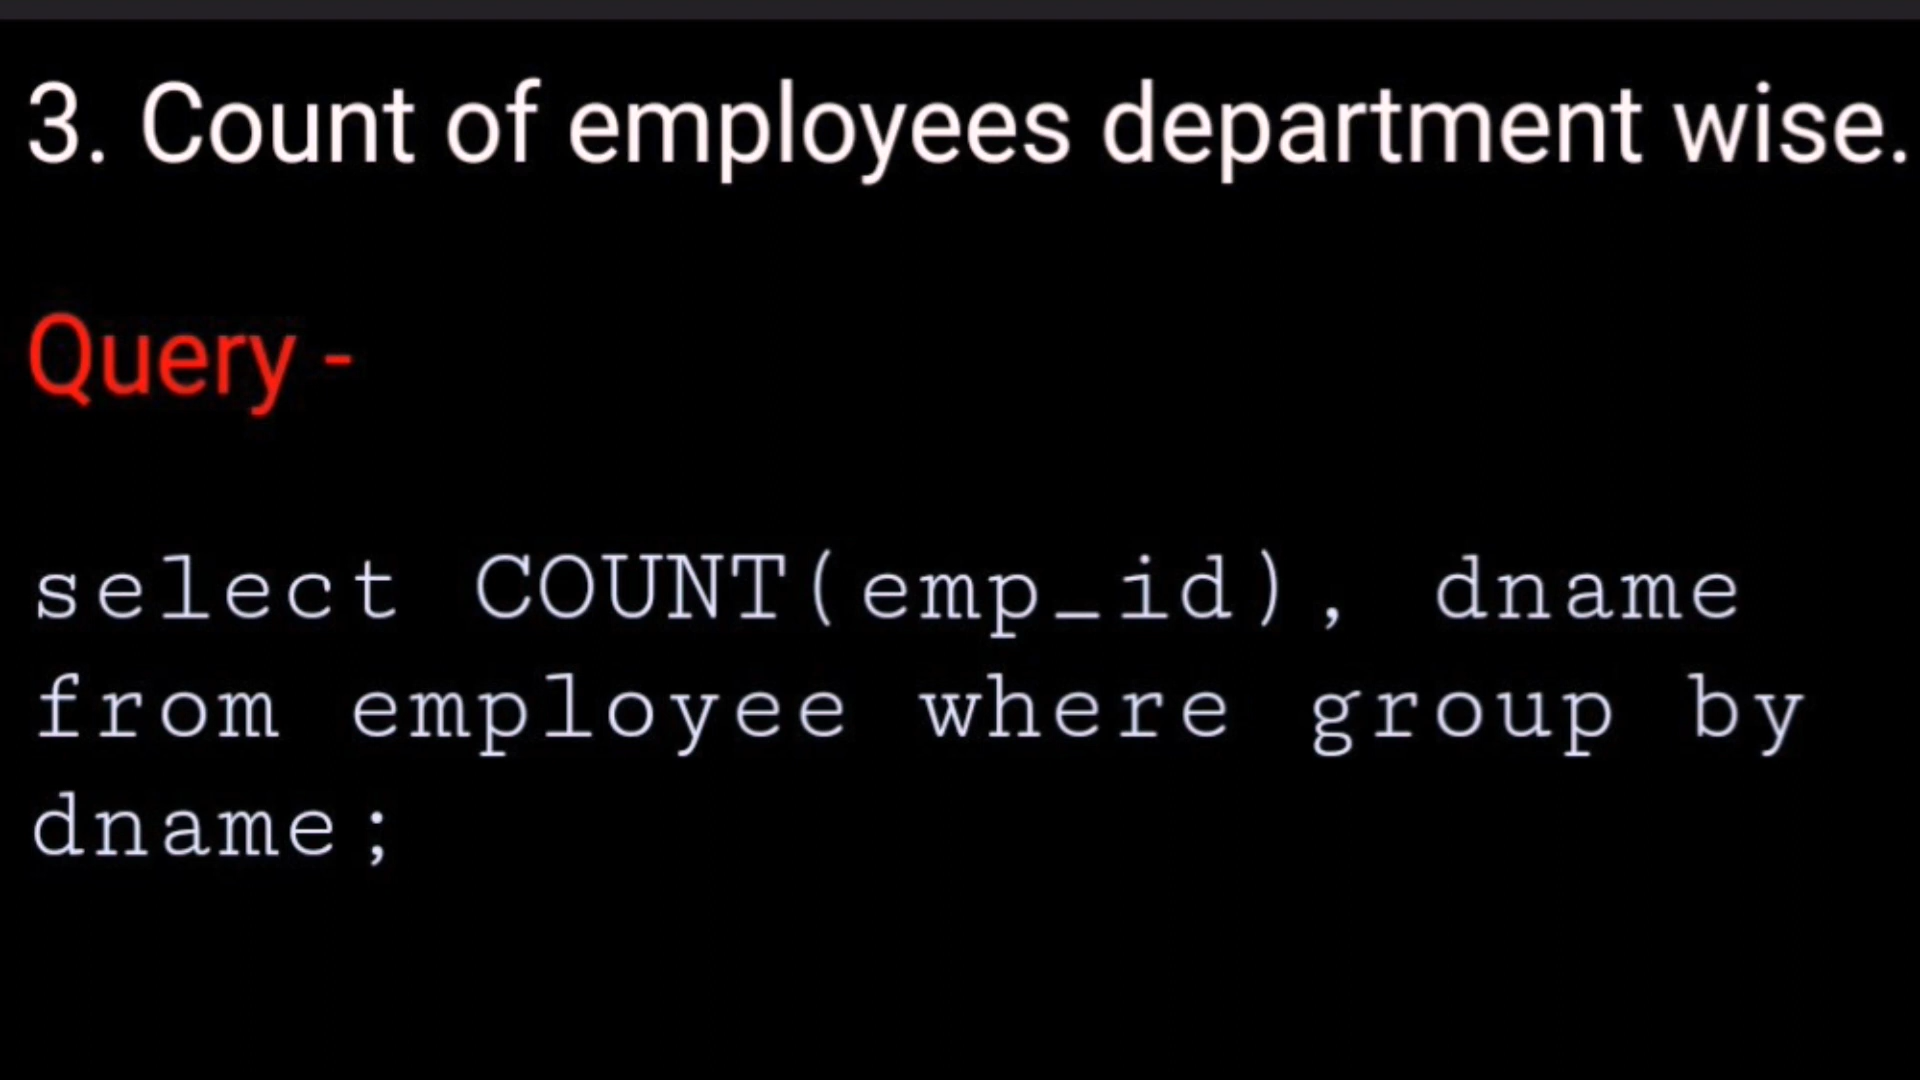 3. Count of employees department wise.
Query -
select COUNT(emp_id), dname
from employee where group by
dname;